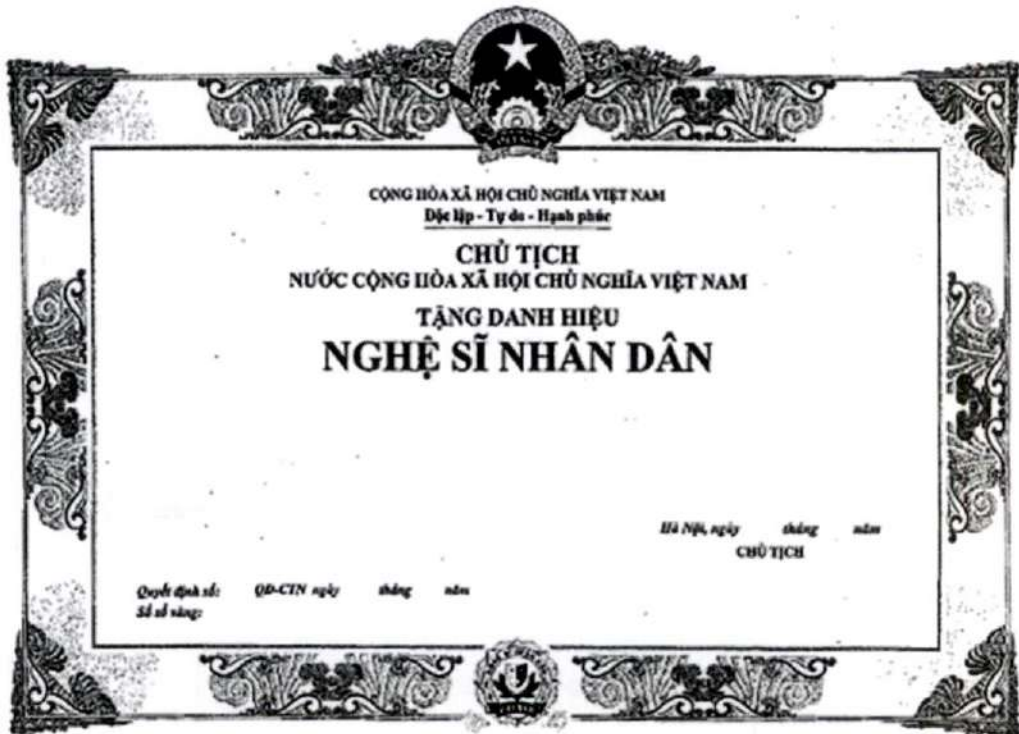 CỘNG HÒA XÃ HỘI CHỦ NGHĨA VIỆT NAM
Độc lập - Tự do - Hạnh phúc
CHỦ TỊCH
NƯỚC CỘNG HÒA XÃ HỘI CHỦ NGHĨA VIỆT NAM
TẶNG DANH HIỆU
NGHỆ SĨ NHÂN DÂN
Hà Nội, ngày tháng năm
CHỦ TỊCH
Quyết định số: QĐ-CTN ngày tháng năm
Số sổ vàng: